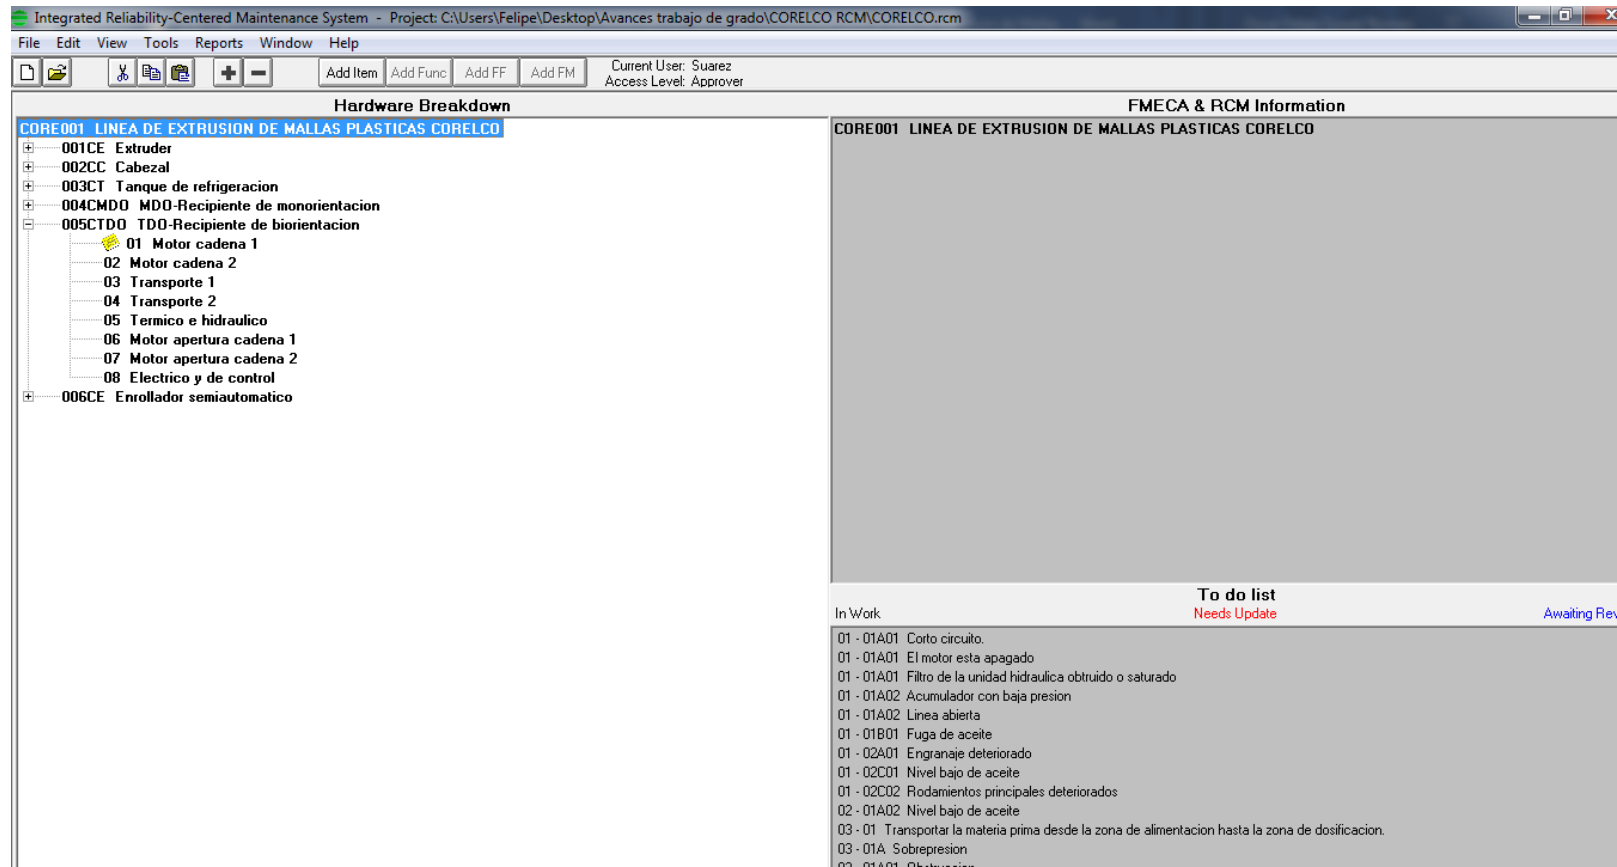 Integrated Reliability-Centered Maintenance System - Project: C:\Users\Felipe\Desktop\Avances trabajo de grado\CORELCO RCM\CORELCO.rcm
File Edit View Tools Reports Window Help
Add Item Add Func Add FF Add FM Current User: Suarez
Access Level: Approver
Hardware Breakdown
CORE001 LINEA DE EXTRUSION DE MALLAS PLASTICAS CORELCO
001CE Extruder
002CC Cabezal
003CT Tanque de refrigeracion
004CMDO MDO-Recipiente de monorientacion
005CTDO TDO-Recipiente de biorientacion
01 Motor cadena 1
02 Motor cadena 2
03 Transporte 1
04 Transporte 2
05 Termico e hidraulico
06 Motor apertura cadena 1
07 Motor apertura cadena 2
08 Electrico y de control
006CE Enrollador semiautomatico
FMECA & RCM Information
CORE001 LINEA DE EXTRUSION DE MALLAS PLASTICAS CORELCO
To do list
In Work Needs Update Awaiting Rev
01 - 01A01 Corto circuito.
01 - 01A01 El motor esta apagado
01 - 01A01 Filtro de la unidad hidraulica obtruido o saturado
01 - 01A02 Acumulador con baja presion
01 - 01A02 Linea abierta
01 - 01B01 Fuga de aceite
01 - 02A01 Engranaje deteriorado
01 - 02C01 Nivel bajo de aceite
01 - 02C02 Rodamientos principales deteriorados
02 - 01A02 Nivel bajo de aceite
03 - 01 Transportar la materia prima desde la zona de alimentacion hasta la zona de dosificacion.
03 - 01A Sobrepresion
03 - 01A01 Obstruccion